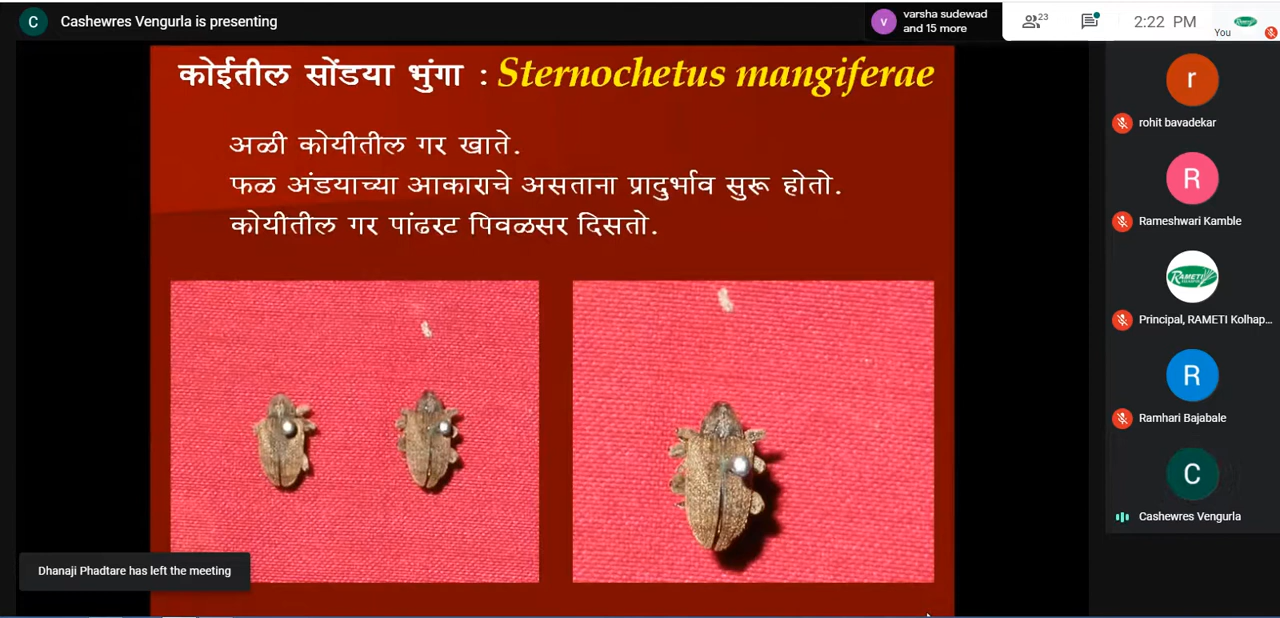 C
Cashewres Vengurla is presenting
v
varsha sudewad
and 15 more
23
2:22 PM
You
RAMETI
कोईतील सोंडया भुंगा : Sternochetus mangiferae
अळी कोयीतील गर खाते.
फळ अंडयाच्या आकाराचे असताना प्रादुर्भाव सुरू होतो.
कोयीतील गर पांढरट पिवळसर दिसतो.
r
rohit bavadekar
R
Rameshwari Kamble
RAMETI
Principal, RAMETI Kolhap...
R
Ramhari Bajabale
C
Cashewres Vengurla
Dhanaji Phadtare has left the meeting